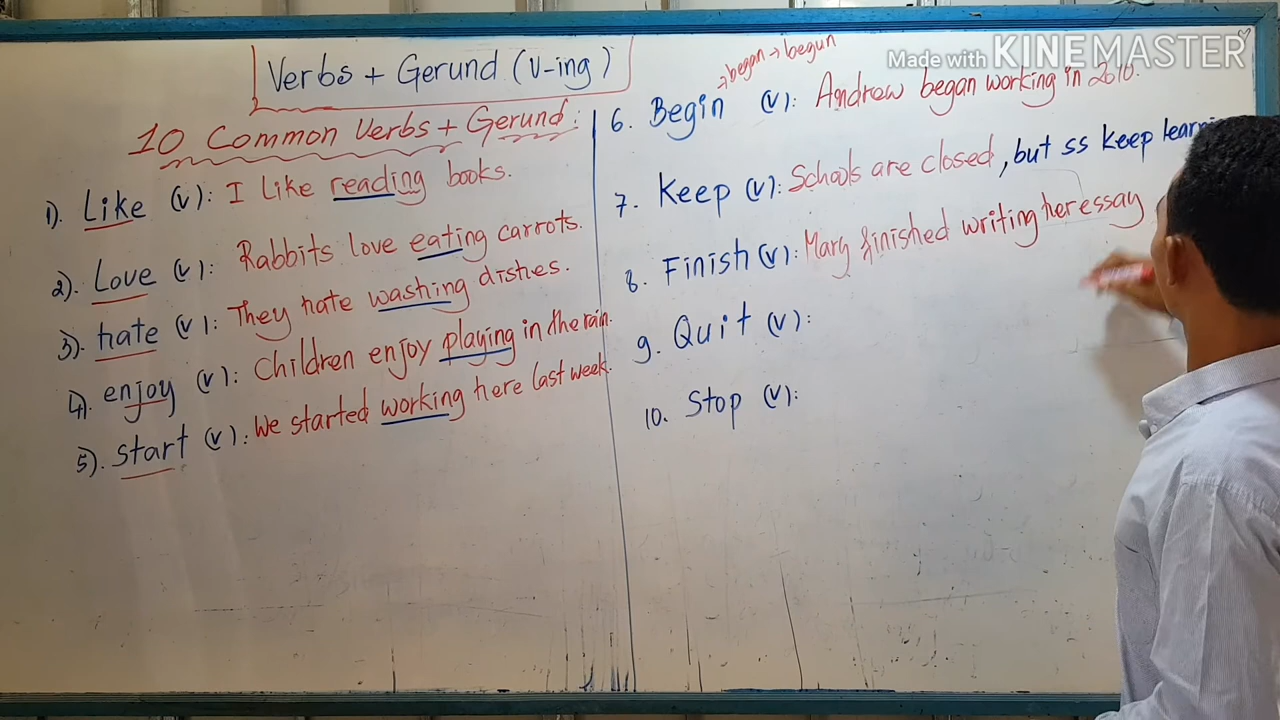 Verbs + Gerund (V-ing)
10 Common Verbs + Gerund:
1). Like (v): I like reading books.
2). Love (v): Rabbits love eating carrots.
3). hate (v): They hate washing dishes.
4). enjoy (v): Children enjoy playing in the rain.
5). start (v): We started working here last week.
→ began → begun
6. Begin (v): Andrew began working in 2010.
7. Keep (v): Schools are closed, but ss keep
8. Finish (v): Mary finished writing her essay
9. Quit (v):
10. Stop (v):
Made with KINEMASTER